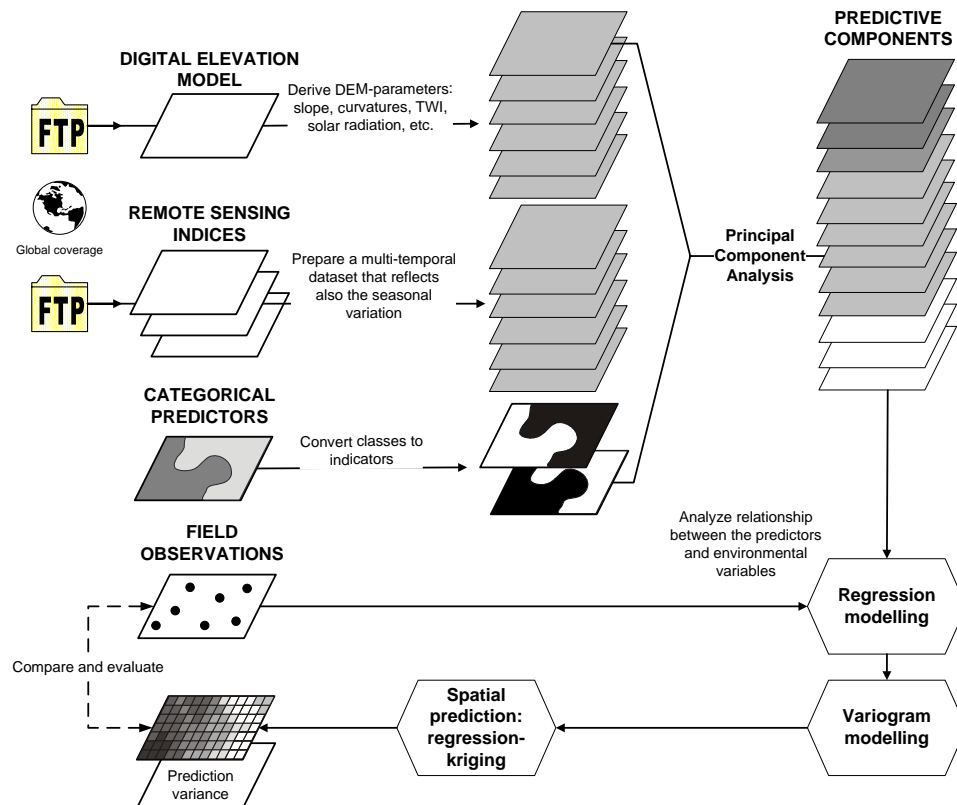 PREDICTIVE
COMPONENTS
DIGITAL ELEVATION
MODEL
Derive DEM-parameters:
slope, curvatures, TWI,
solar radiation, etc.
FTP
Global coverage
REMOTE SENSING
INDICES
Prepare a multi-temporal
dataset that reflects
also the seasonal
variation
FTP
Principal
Component
Analysis
CATEGORICAL
PREDICTORS
Convert classes to
indicators
FIELD
OBSERVATIONS
Analyze relationship
between the predictors
and environmental
variables
Regression
modelling
Compare and evaluate
Spatial
prediction:
regression-
kriging
Variogram
modelling
Prediction
variance